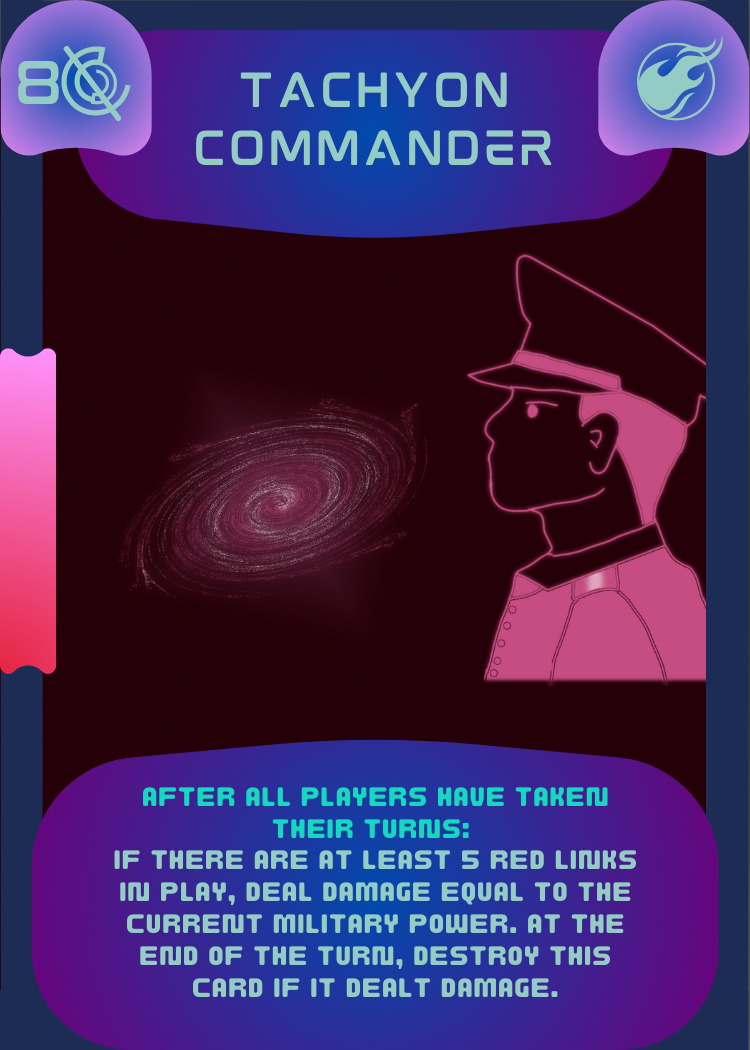 8
TACHYON
COMMANDER
AFTER ALL PLAYERS HAVE TAKEN
THEIR TURNS:
IF THERE ARE AT LEAST 5 RED LINKS
IN PLAY, DEAL DAMAGE EQUAL TO THE
CURRENT MILITARY POWER. AT THE
END OF THE TURN, DESTROY THIS
CARD IF IT DEALT DAMAGE.